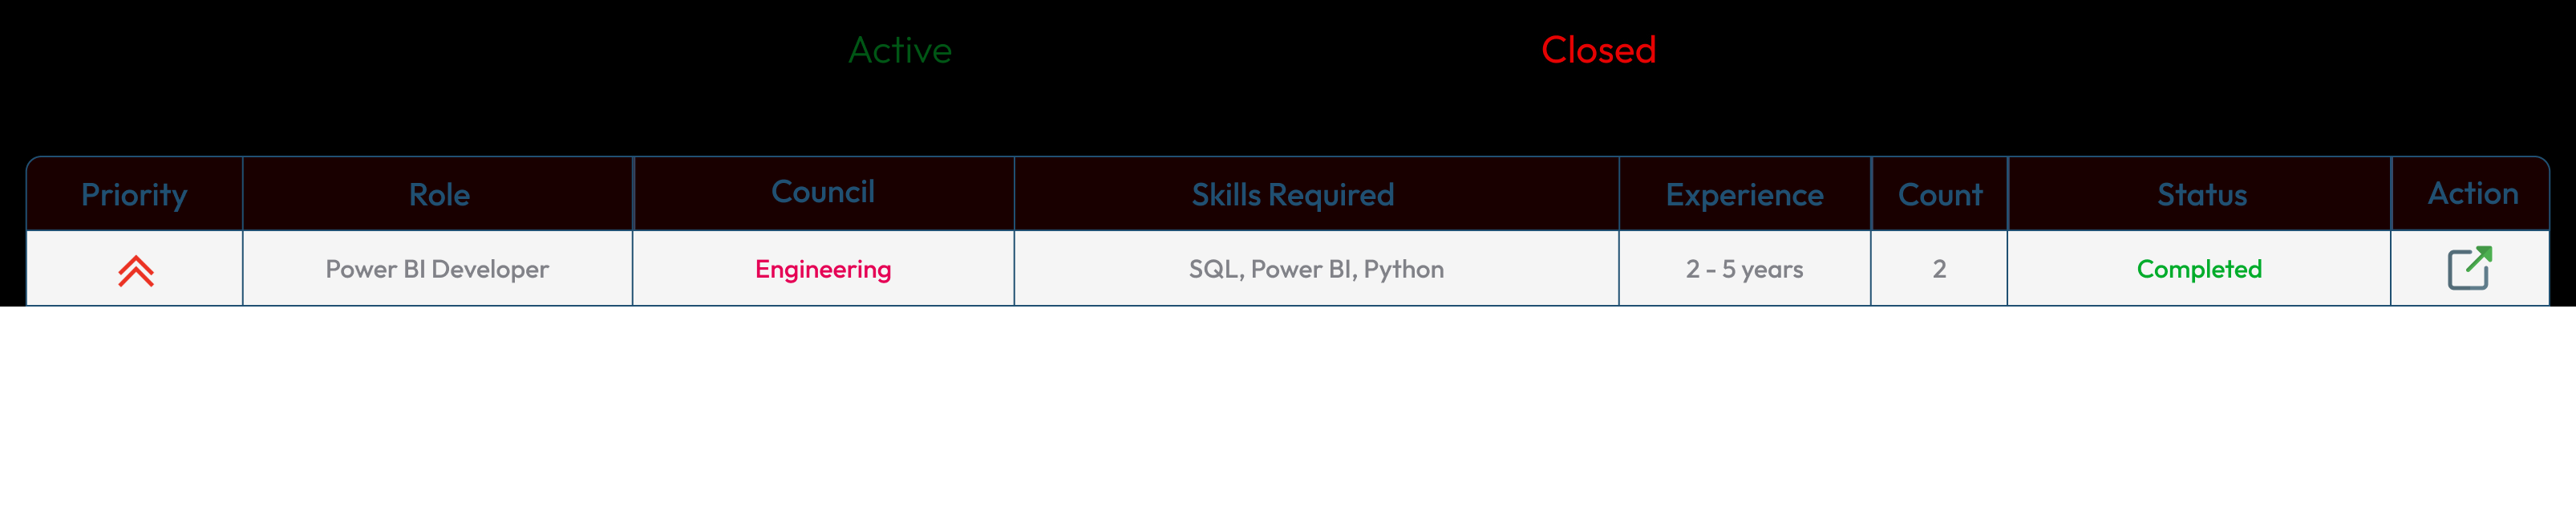 Active Closed
Priority Role Council Skills Required Experience Count Status Action
Power BI Developer Engineering SQL, Power BI, Python 2 - 5 years 2 Completed